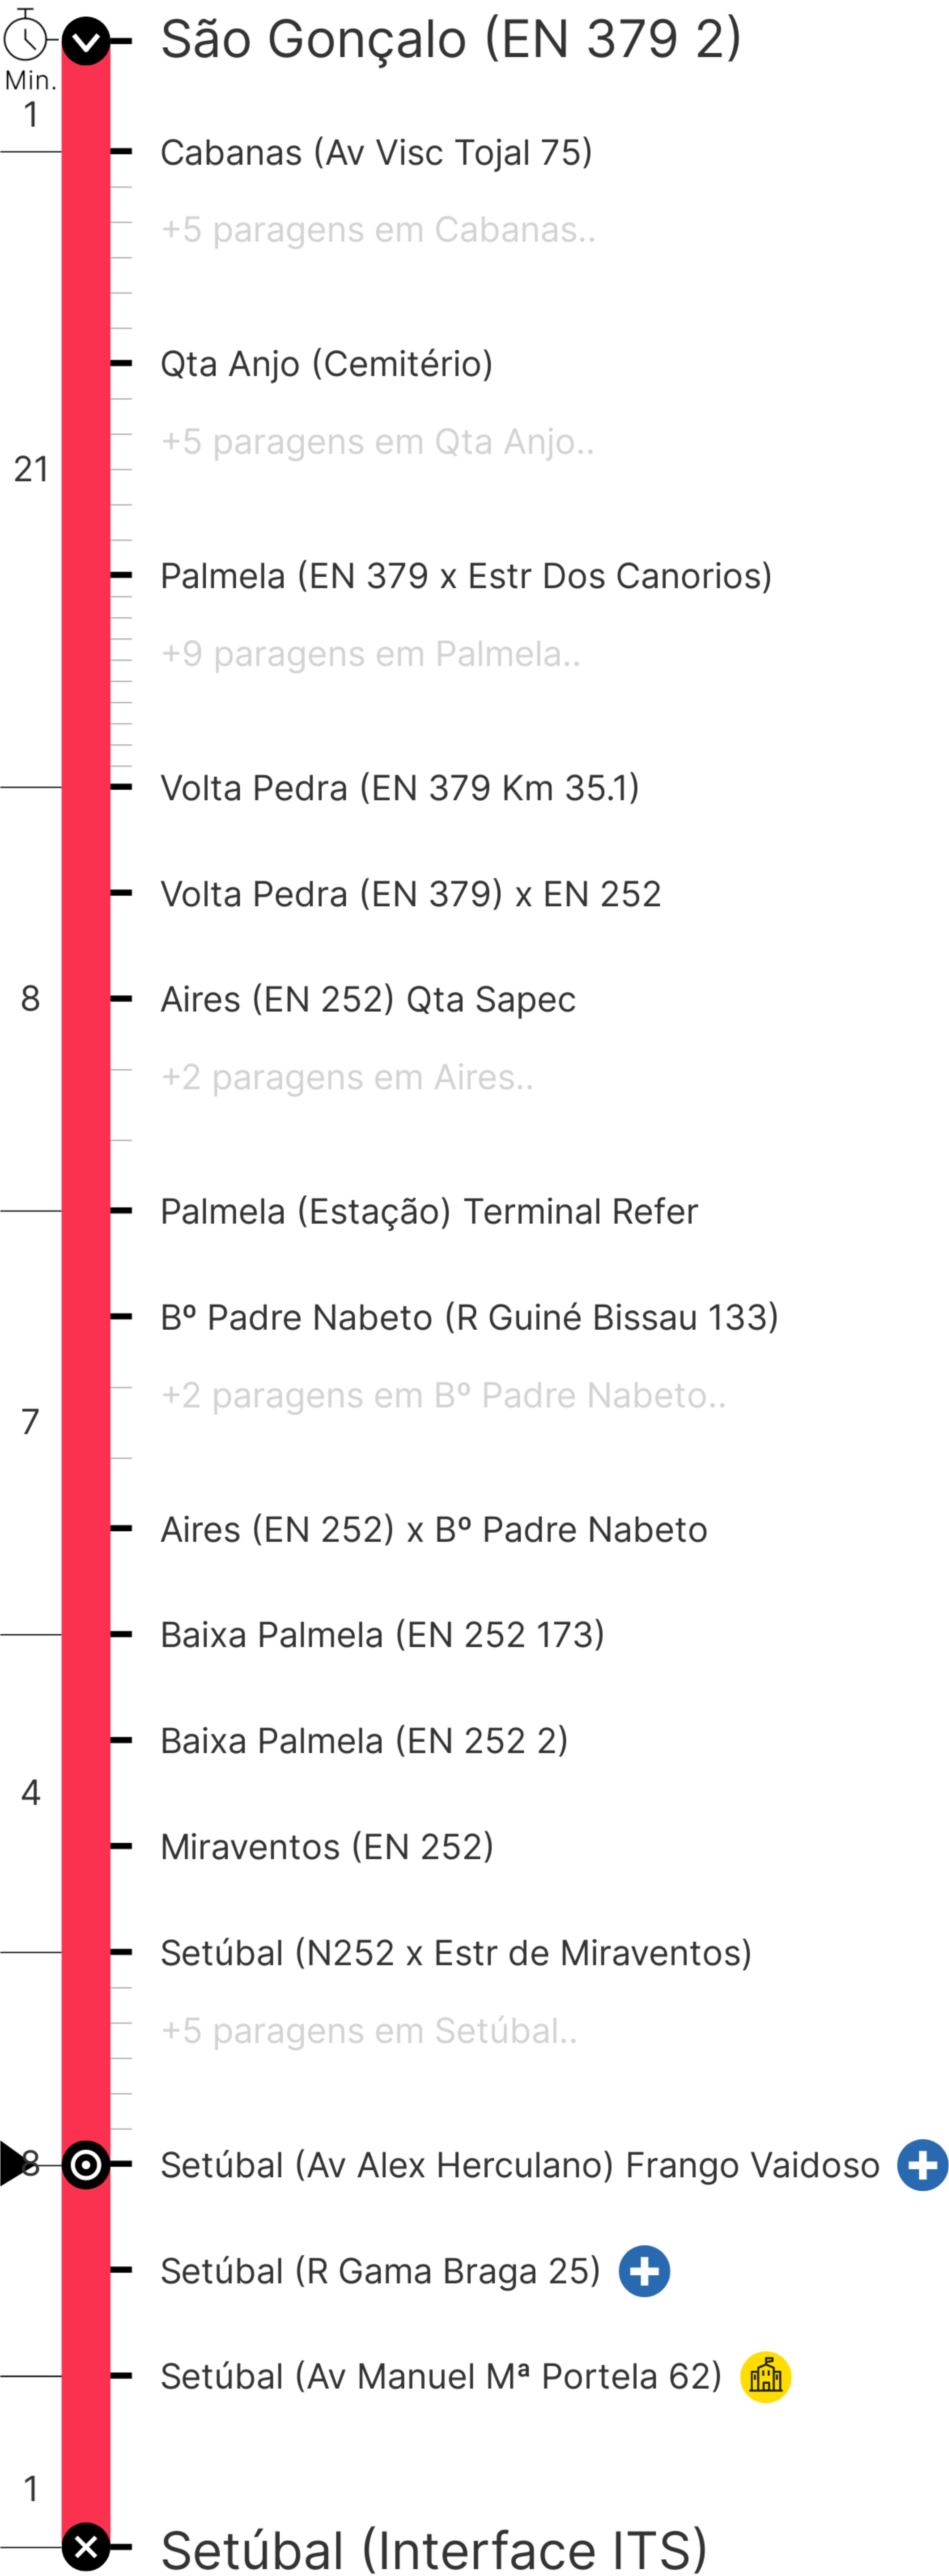 São Gonçalo (EN 379 2)
Min.
1
Cabanas (Av Visc Tojal 75)
+5 paragens em Cabanas..
Qta Anjo (Cemitério)
+5 paragens em Qta Anjo..
21
Palmela (EN 379 x Estr Dos Canorios)
+9 paragens em Palmela..
Volta Pedra (EN 379 Km 35.1)
Volta Pedra (EN 379) x EN 252
8
Aires (EN 252) Qta Sapec
+2 paragens em Aires..
Palmela (Estação) Terminal Refer
Bº Padre Nabeto (R Guiné Bissau 133)
+2 paragens em Bº Padre Nabeto..
7
Aires (EN 252) x Bº Padre Nabeto
Baixa Palmela (EN 252 173)
Baixa Palmela (EN 252 2)
4
Miraventos (EN 252)
Setúbal (N252 x Estr de Miraventos)
+5 paragens em Setúbal..
8
Setúbal (Av Alex Herculano) Frango Vaidoso
Setúbal (R Gama Braga 25)
Setúbal (Av Manuel Mª Portela 62)
1
Setúbal (Interface ITS)